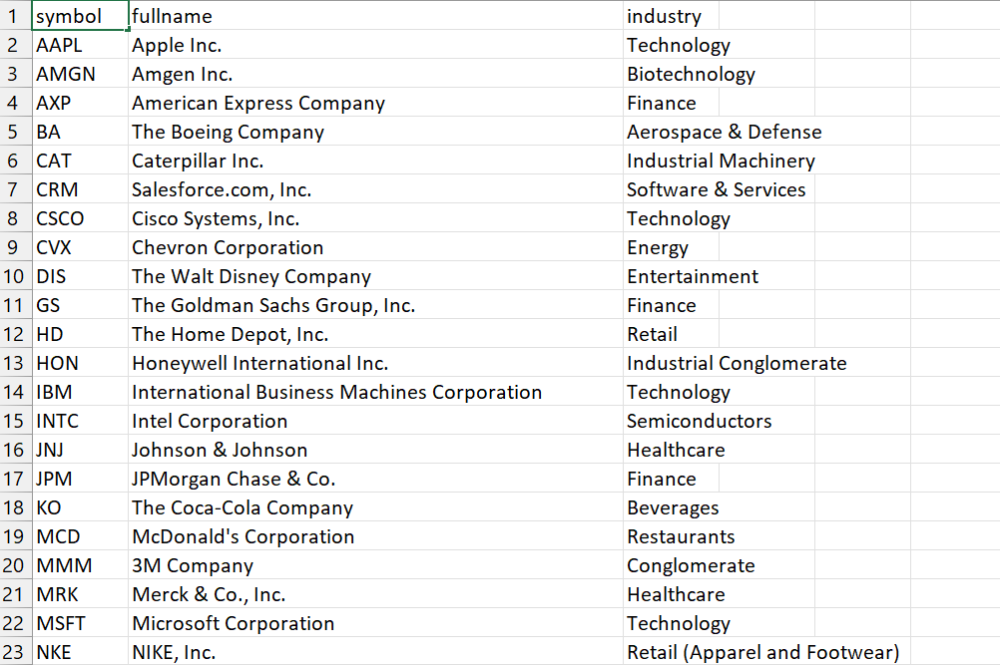 1 symbol fullname industry
2 AAPL Apple Inc. Technology
3 AMGN Amgen Inc. Biotechnology
4 AXP American Express Company Finance
5 BA The Boeing Company Aerospace & Defense
6 CAT Caterpillar Inc. Industrial Machinery
7 CRM Salesforce.com, Inc. Software & Services
8 CSCO Cisco Systems, Inc. Technology
9 CVX Chevron Corporation Energy
10 DIS The Walt Disney Company Entertainment
11 GS The Goldman Sachs Group, Inc. Finance
12 HD The Home Depot, Inc. Retail
13 HON Honeywell International Inc. Industrial Conglomerate
14 IBM International Business Machines Corporation Technology
15 INTC Intel Corporation Semiconductors
16 JNJ Johnson & Johnson Healthcare
17 JPM JPMorgan Chase & Co. Finance
18 KO The Coca-Cola Company Beverages
19 MCD McDonald's Corporation Restaurants
20 MMM 3M Company Conglomerate
21 MRK Merck & Co., Inc. Healthcare
22 MSFT Microsoft Corporation Technology
23 NKE NIKE, Inc. Retail (Apparel and Footwear)